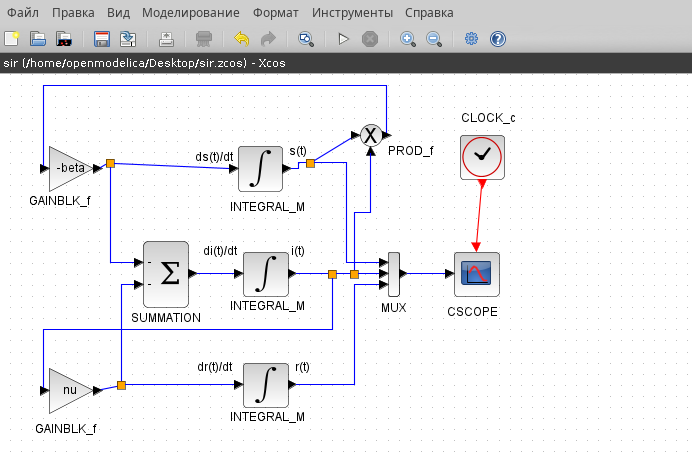 Файл Правка Вид Моделирование Формат Инструменты Справка
sir (/home/openmodelica/Desktop/sir.zcos) - Xcos
CLOCK_c
X
PROD_f
ds(t)/dt
s(t)
-beta
∫
GAINBLK_f
INTEGRAL_M
di(t)/dt
i(t)
-
-
Σ
∫
SUMMATION
INTEGRAL_M
MUX
CSCOPE
dr(t)/dt
r(t)
nu
∫
GAINBLK_f
INTEGRAL_M